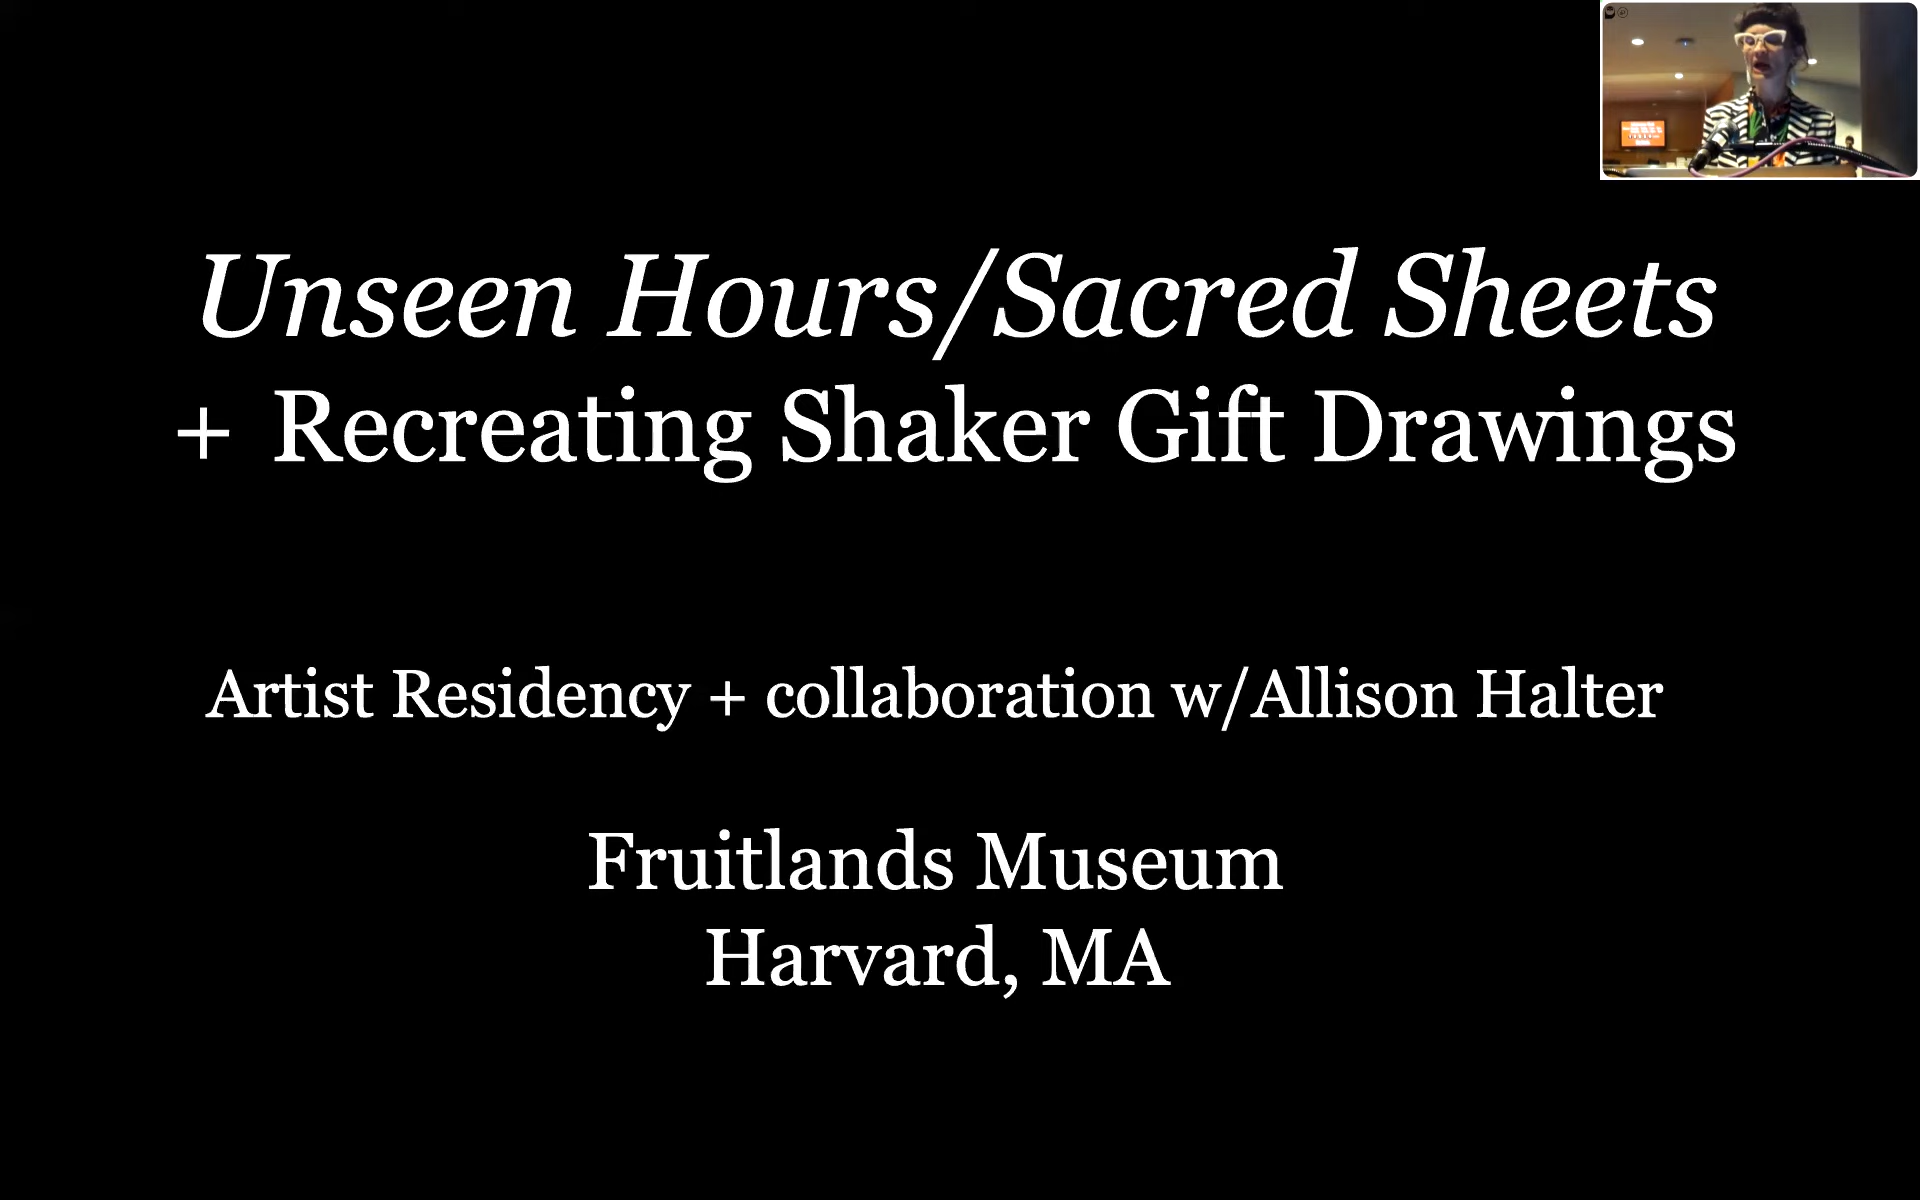 Unseen Hours/Sacred Sheets
+ Recreating Shaker Gift Drawings
Artist Residency + collaboration w/Allison Halter
Fruitlands Museum
Harvard, MA